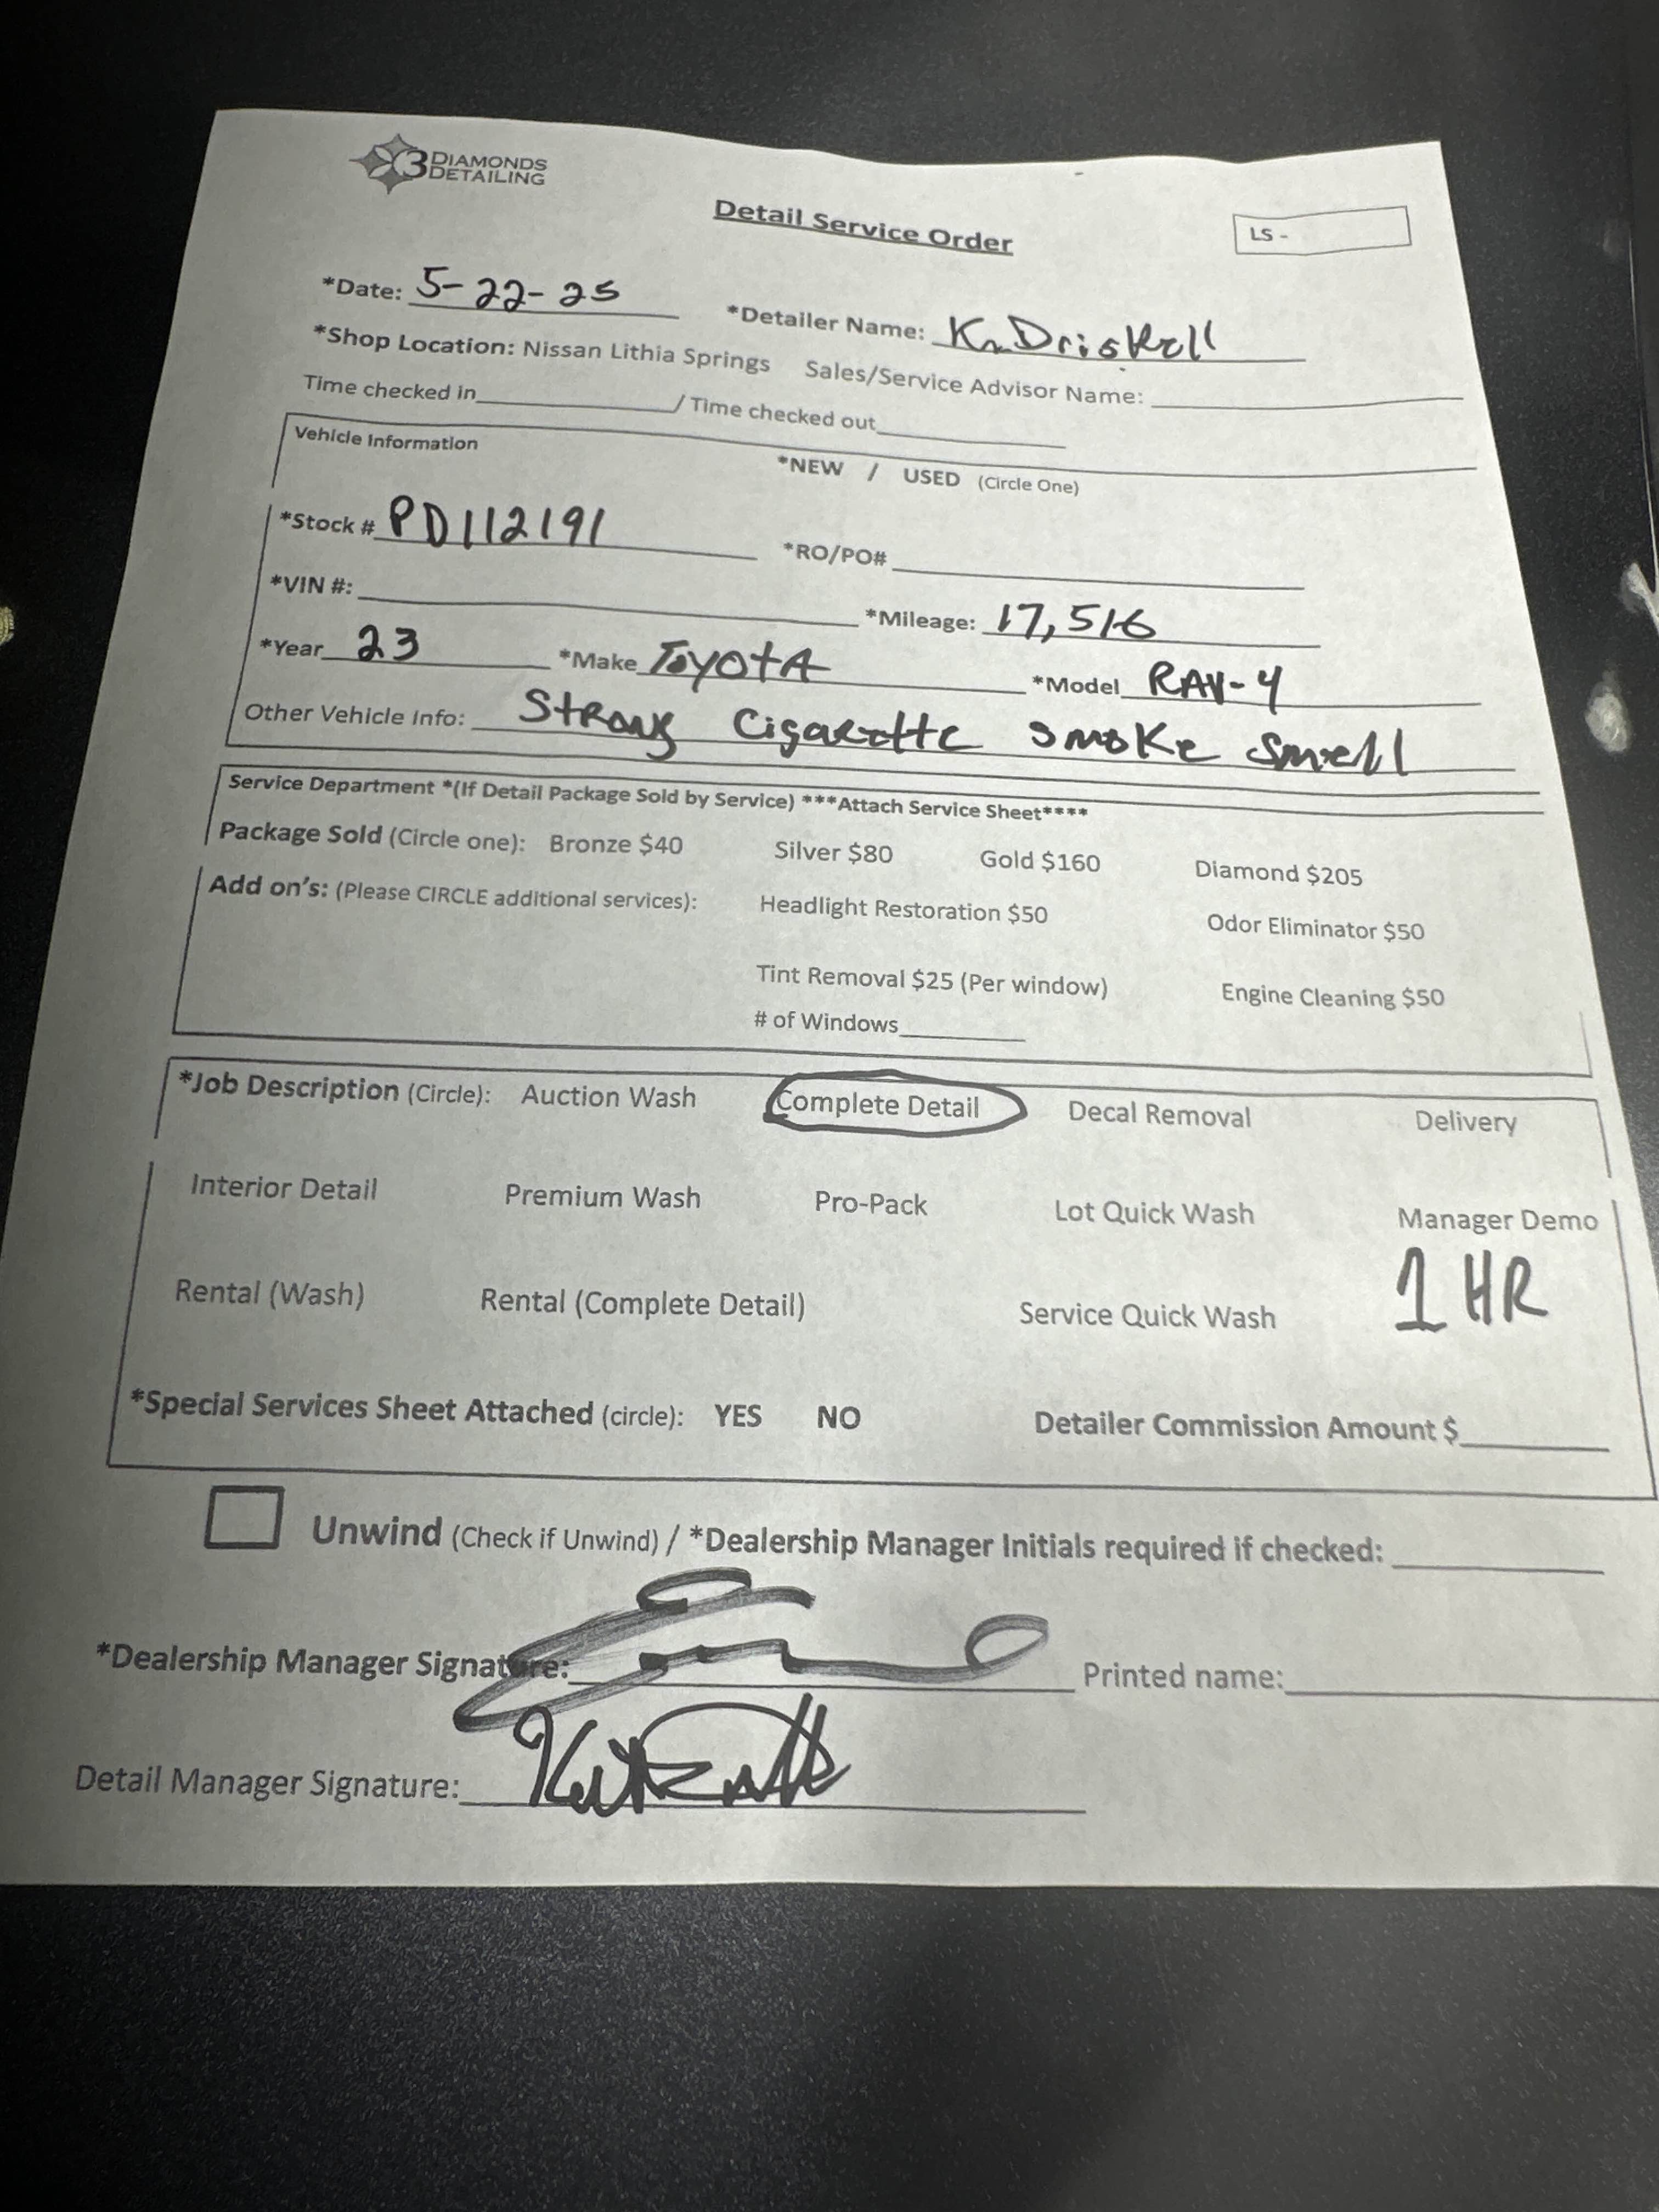 3 DIAMONDS DETAILING
Detail Service Order
LS -
*Date: 5-22-25 *Detailer Name: K. Driskell
*Shop Location: Nissan Lithia Springs Sales/Service Advisor Name:
Time checked in / Time checked out
Vehicle Information *NEW / USED (Circle One)
*Stock # PD112191 *RO/PO#
*VIN #: *Mileage: 17,516
*Year 23 *Make Toyota *Model RAV-4
Other Vehicle Info: Strong Cigarette Smoke Smell
Service Department *(If Detail Package Sold by Service) ***Attach Service Sheet****
Package Sold (Circle one): Bronze $40 Silver $80 Gold $160 Diamond $205
Add on's: (Please CIRCLE additional services): Headlight Restoration $50 Odor Eliminator $50
Tint Removal $25 (Per window) Engine Cleaning $50
# of Windows
*Job Description (Circle): Auction Wash Complete Detail Decal Removal Delivery
Interior Detail Premium Wash Pro-Pack Lot Quick Wash Manager Demo
Rental (Wash) Rental (Complete Detail) Service Quick Wash 1 HR
*Special Services Sheet Attached (circle): YES NO Detailer Commission Amount $
Unwind (Check if Unwind) / *Dealership Manager Initials required if checked:
*Dealership Manager Signature: Printed name:
Detail Manager Signature: